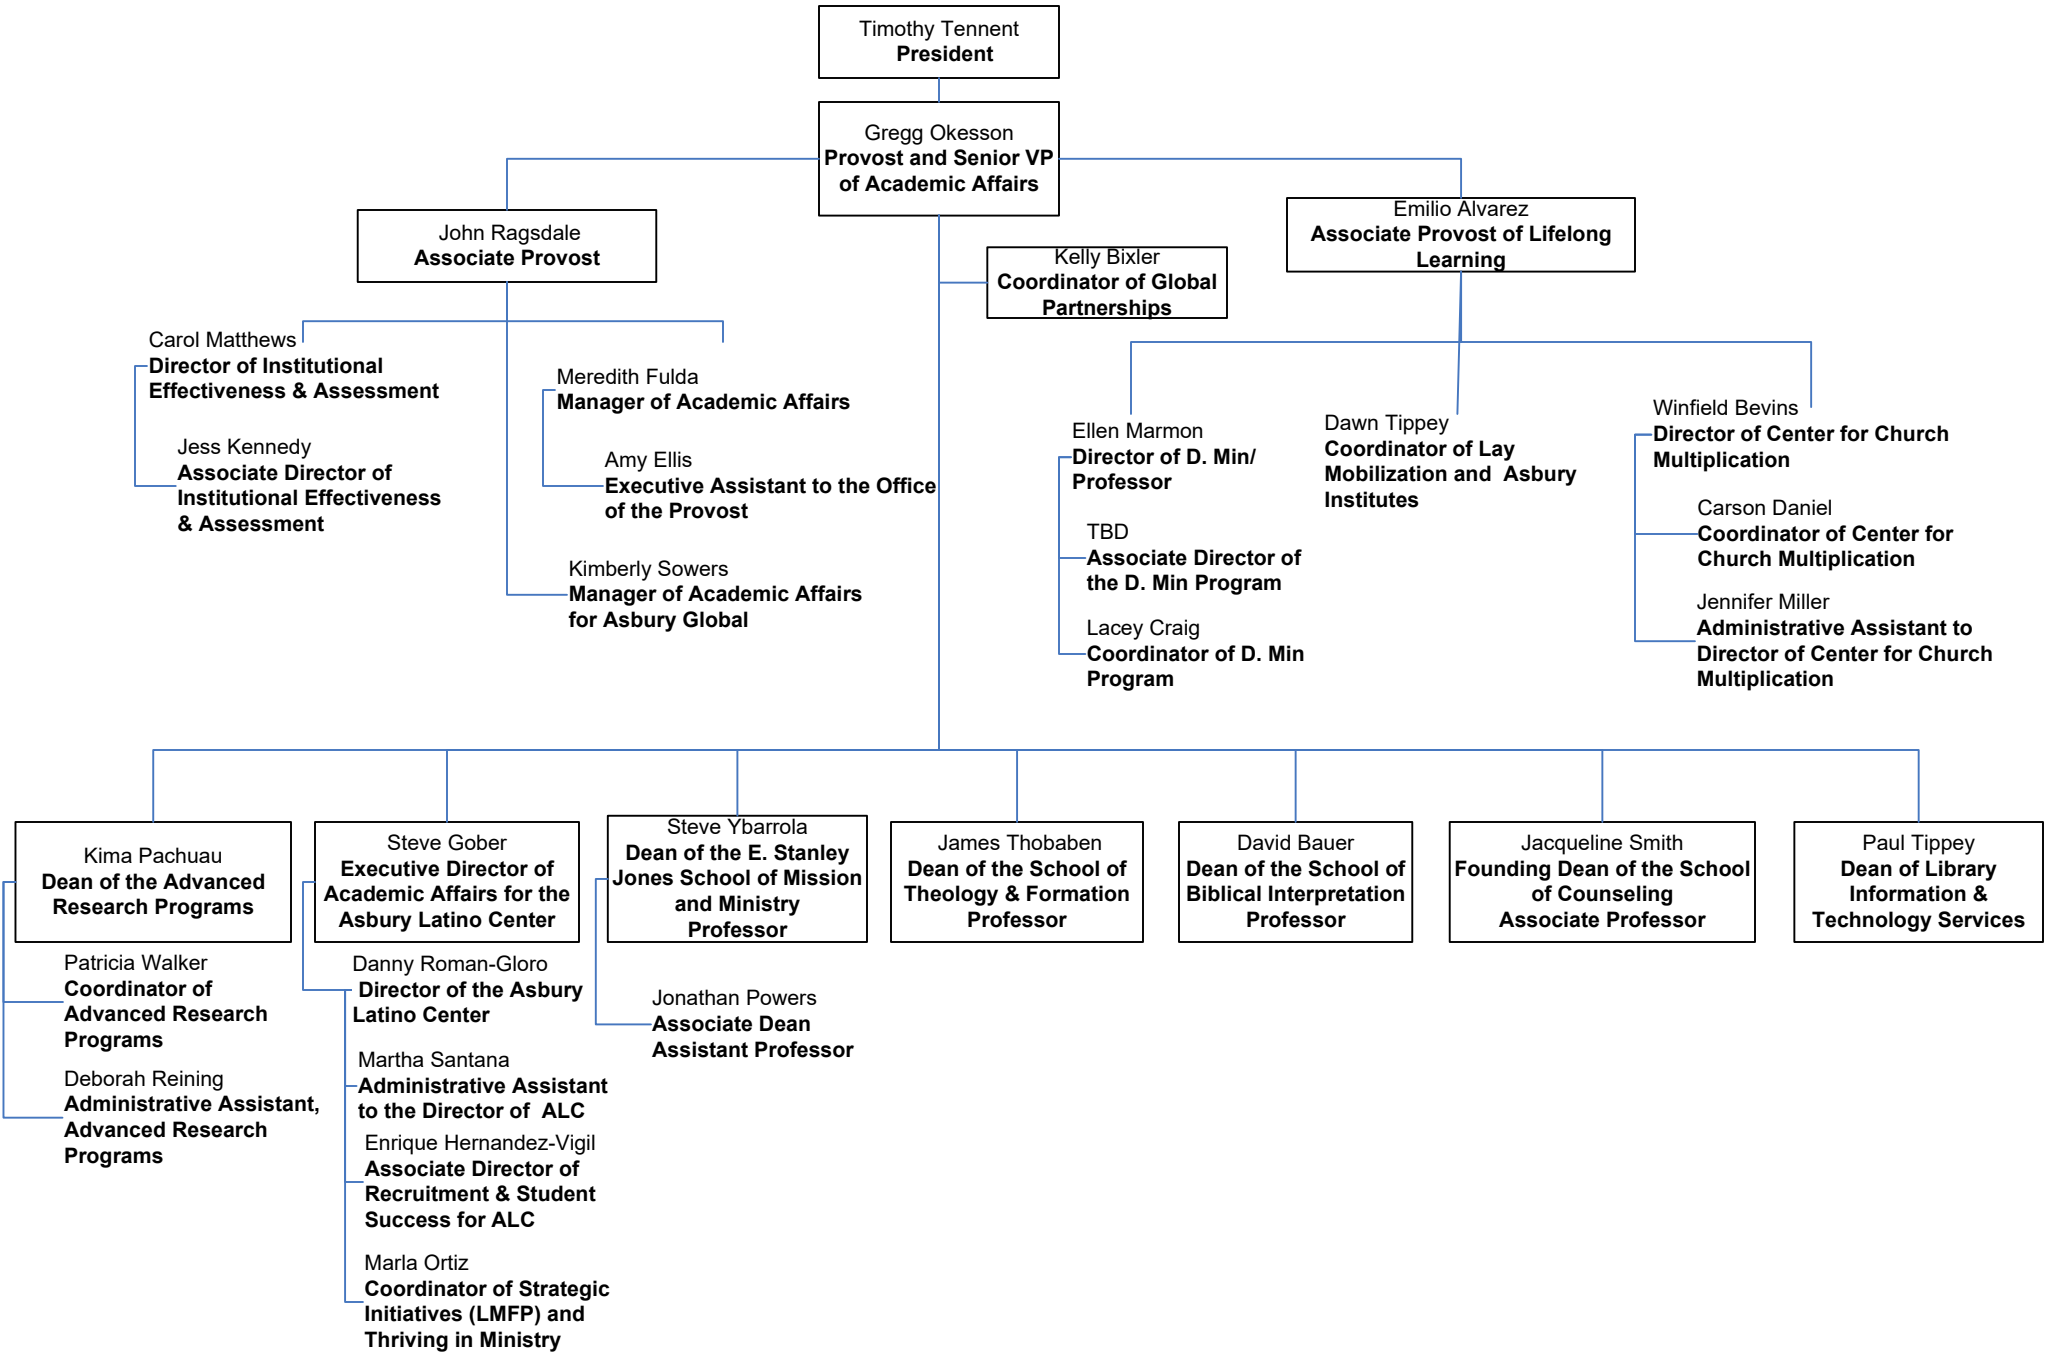 Timothy Tennent
President
Gregg Okesson
Provost and Senior VP
of Academic Affairs
John Ragsdale
Associate Provost
Emilio Alvarez
Associate Provost of Lifelong
Learning
Kelly Bixler
Coordinator of Global
Partnerships
Carol Matthews
Director of Institutional
Effectiveness & Assessment
Jess Kennedy
Associate Director of
Institutional Effectiveness
& Assessment
Meredith Fulda
Manager of Academic Affairs
Amy Ellis
Executive Assistant to the Office
of the Provost
Kimberly Sowers
Manager of Academic Affairs
for Asbury Global
Ellen Marmon
Director of D. Min/
Professor
TBD
Associate Director of
the D. Min Program
Lacey Craig
Coordinator of D. Min
Program
Dawn Tippey
Coordinator of Lay
Mobilization and  Asbury
Institutes
Winfield Bevins
Director of Center for Church
Multiplication
Carson Daniel
Coordinator of Center for
Church Multiplication
Jennifer Miller
Administrative Assistant to
Director of Center for Church
Multiplication
Kima Pachuau
Dean of the Advanced
Research Programs
Patricia Walker
Coordinator of
Advanced Research
Programs
Deborah Reining
Administrative Assistant,
Advanced Research
Programs
Steve Gober
Executive Director of
Academic Affairs for the
Asbury Latino Center
Danny Roman-Gloro
Director of the Asbury
Latino Center
Martha Santana
Administrative Assistant
to the Director of  ALC
Enrique Hernandez-Vigil
Associate Director of
Recruitment & Student
Success for ALC
Marla Ortiz
Coordinator of Strategic
Initiatives (LMFP) and
Thriving in Ministry
Steve Ybarrola
Dean of the E. Stanley
Jones School of Mission
and Ministry
Professor
Jonathan Powers
Associate Dean
Assistant Professor
James Thobaben
Dean of the School of
Theology & Formation
Professor
David Bauer
Dean of the School of
Biblical Interpretation
Professor
Jacqueline Smith
Founding Dean of the School
of Counseling
Associate Professor
Paul Tippey
Dean of Library
Information &
Technology Services